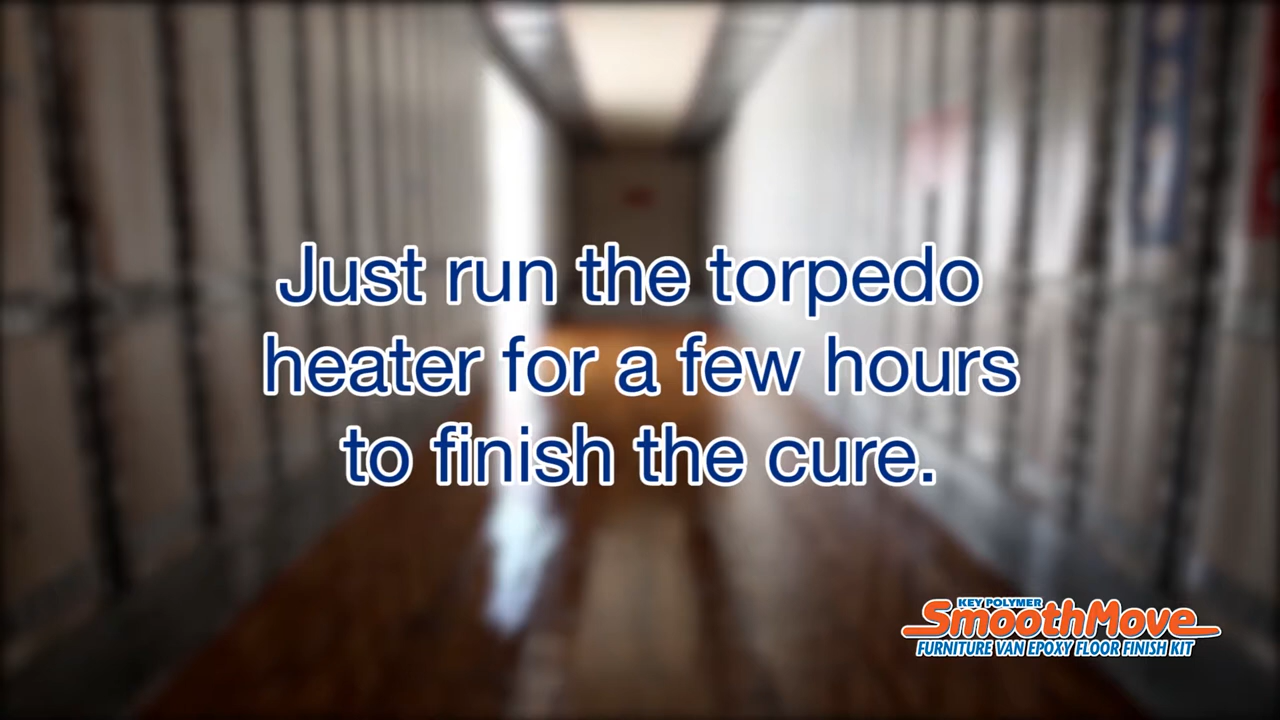 Just run the torpedo
heater for a few hours
to finish the cure.
KEY POLYMER
SmoothMove
FURNITURE VAN EPOXY FLOOR FINISH KIT